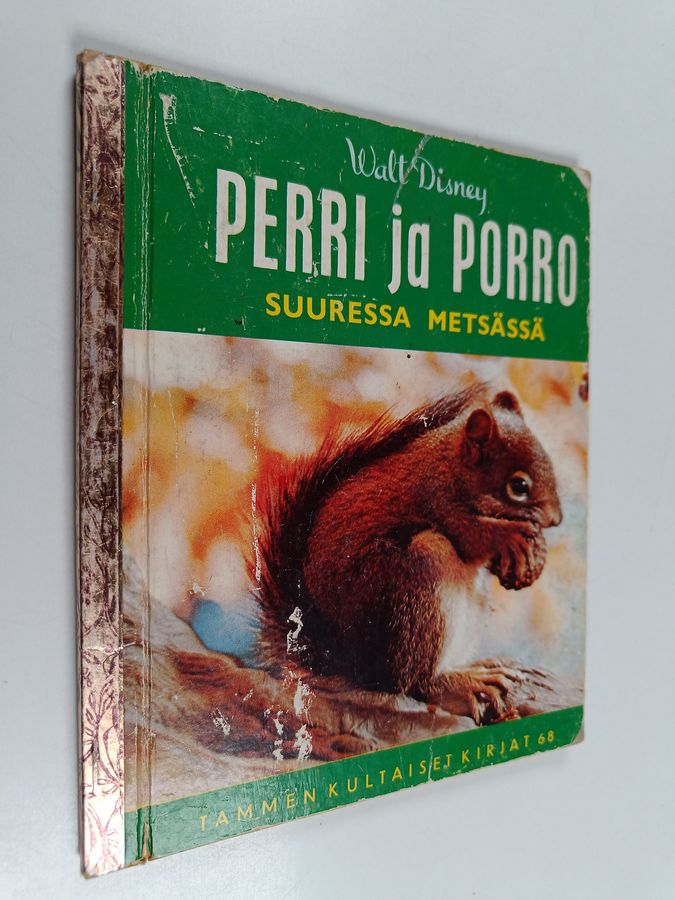 Walt Disney
PERRI ja PORRO
SUURESSA METSÄSSÄ
TAMMEN KULTAISET KIRJAT 68